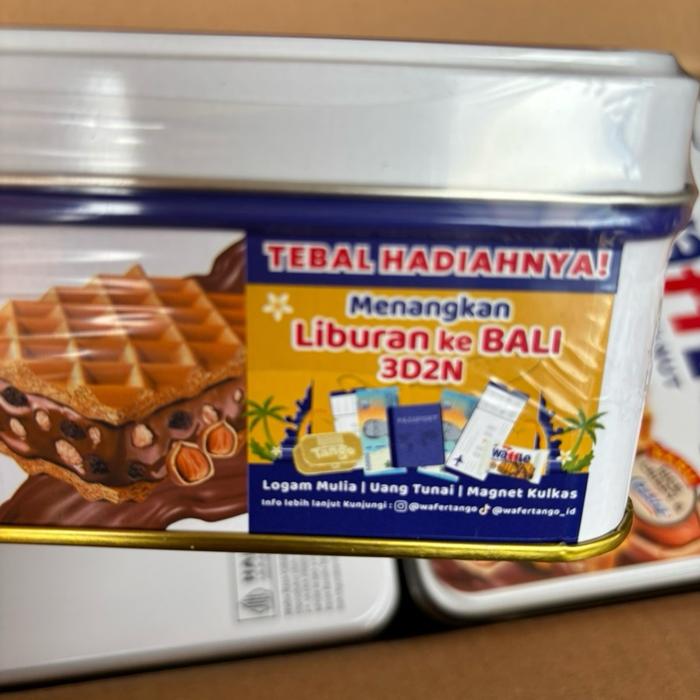 TEBAL HADIAHNYA!
Menangkan
Liburan ke BALI
3D2N
PASSPORT
Tango
waffle
Logam Mulia | Uang Tunai | Magnet Kulkas
Info lebih lanjut Kunjungi : @wafertango @wafertango_id